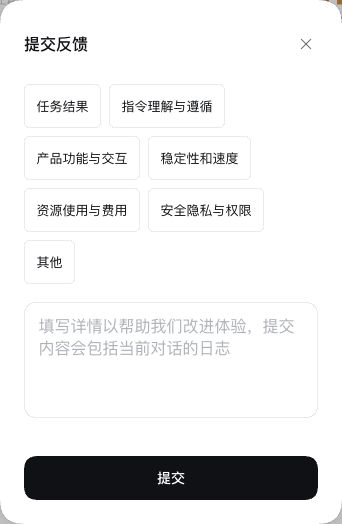 提交反馈
任务结果 指令理解与遵循
产品功能与交互 稳定性和速度
资源使用与费用 安全隐私与权限
其他
填写详情以帮助我们改进体验，提交
内容会包括当前对话的日志
提交